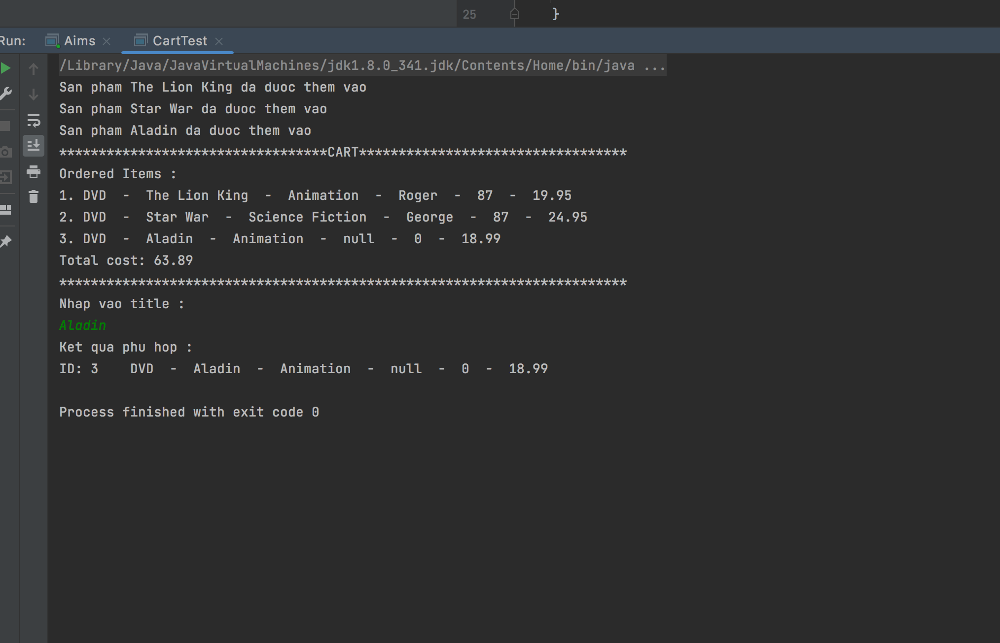 25 }
Run: Aims CartTest
/Library/Java/JavaVirtualMachines/jdk1.8.0_341.jdk/Contents/Home/bin/java ...
San pham The Lion King da duoc them vao
San pham Star War da duoc them vao
San pham Aladin da duoc them vao
**********************************CART**********************************
Ordered Items :
1. DVD  -  The Lion King  -  Animation  -  Roger  -  87  -  19.95
2. DVD  -  Star War  -  Science Fiction  -  George  -  87  -  24.95
3. DVD  -  Aladin  -  Animation  -  null  -  0  -  18.99
Total cost: 63.89
************************************************************************
Nhap vao title :
Aladin
Ket qua phu hop :
ID: 3    DVD  -  Aladin  -  Animation  -  null  -  0  -  18.99
Process finished with exit code 0